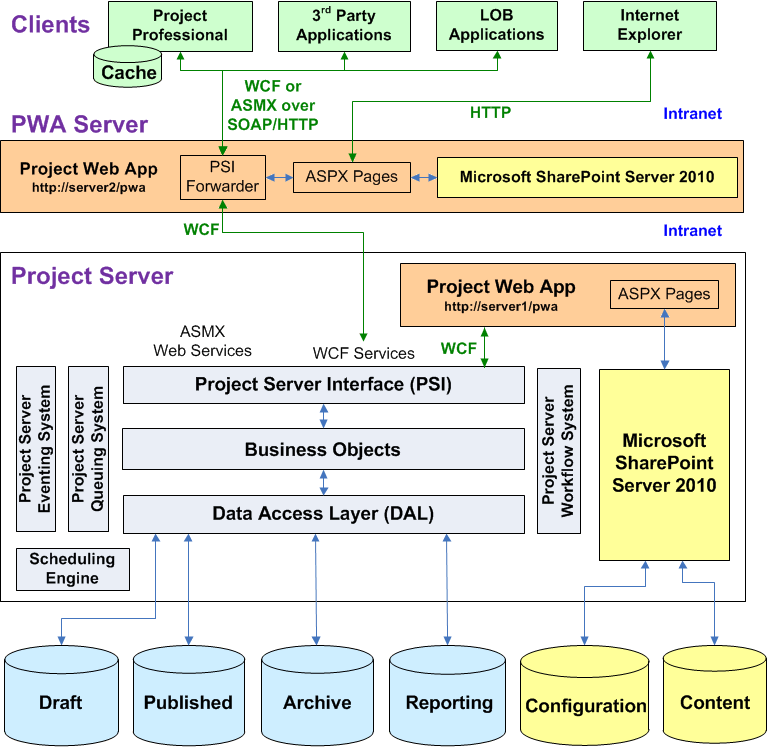 Clients
Project
Professional
Cache
3rd Party
Applications
LOB
Applications
Internet
Explorer
WCF or
ASMX over
SOAP/HTTP
HTTP
Intranet
PWA Server
Project Web App
http://server2/pwa
PSI
Forwarder
ASPX Pages
Microsoft SharePoint Server 2010
WCF
Intranet
Project Server
Project Web App
http://server1/pwa
ASPX Pages
ASMX
Web Services
WCF Services
WCF
Project Server
Eventing System
Project Server
Queuing System
Project Server Interface (PSI)
Business Objects
Data Access Layer (DAL)
Project Server
Workflow System
Microsoft
SharePoint
Server 2010
Scheduling
Engine
Draft
Published
Archive
Reporting
Configuration
Content